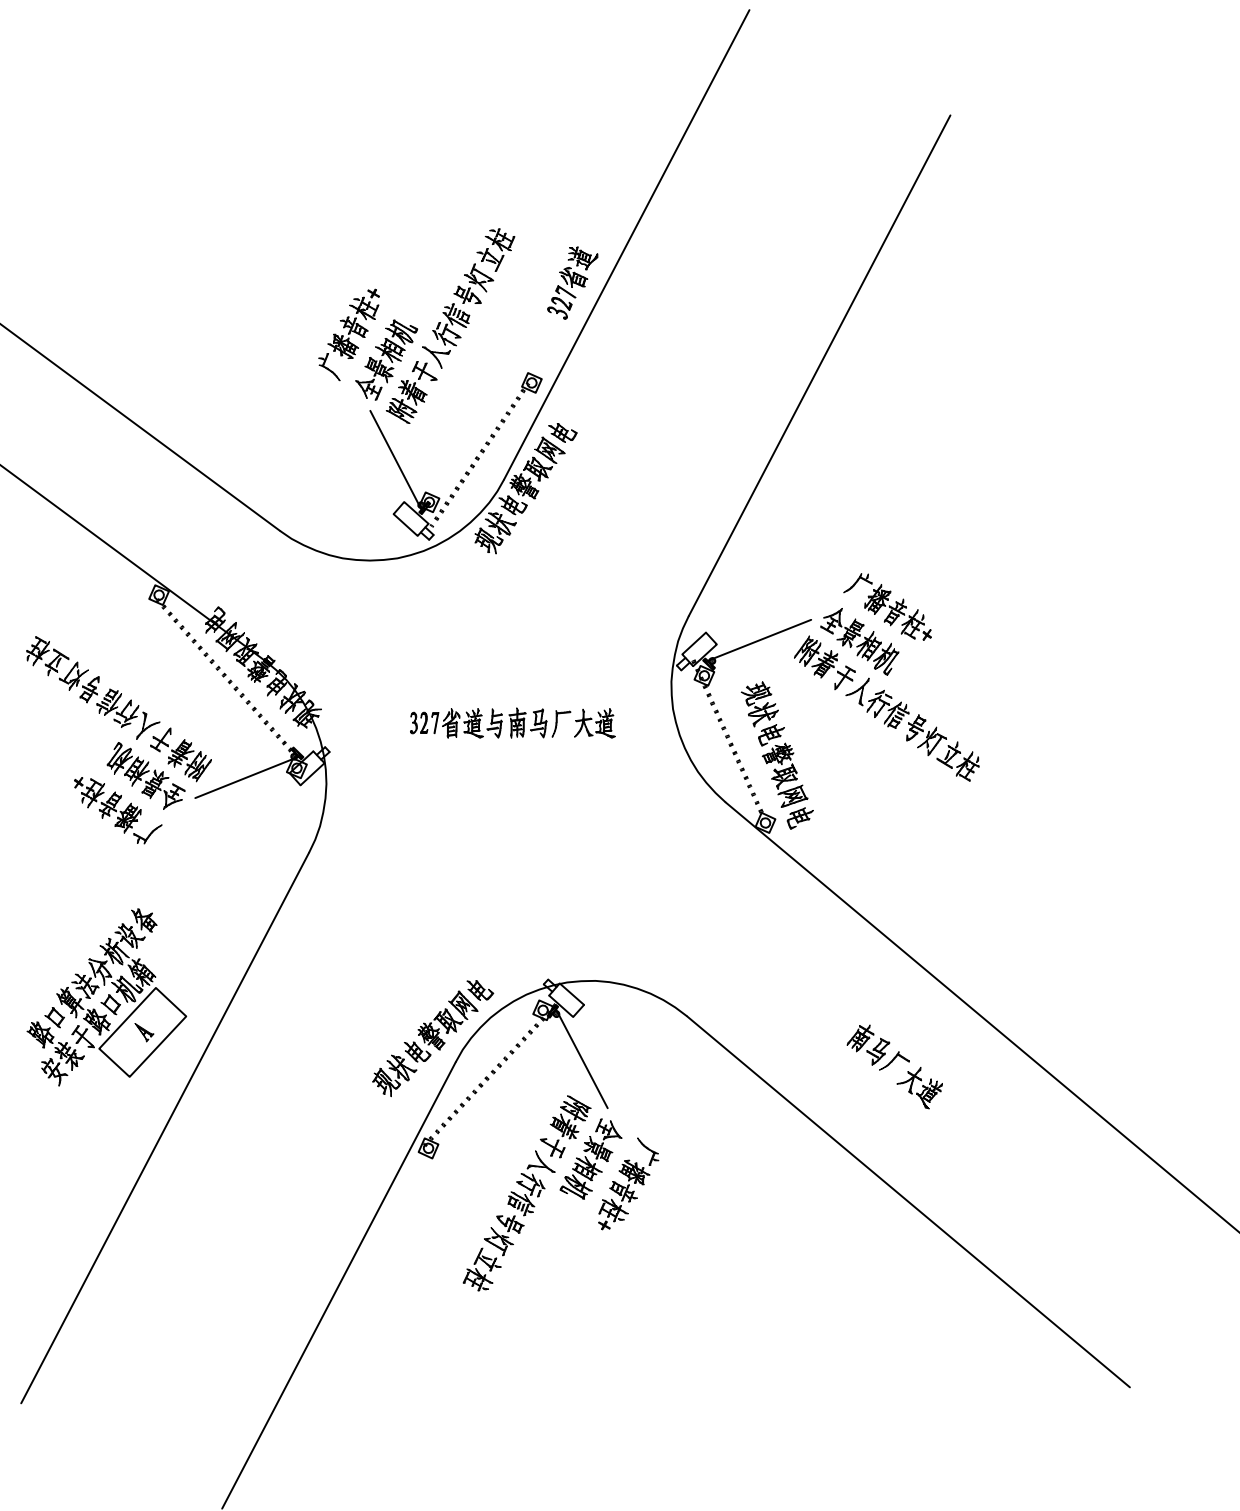 327省道
广播音柱+
全景相机
附着于人行信号灯立柱
现状电警取网电
广播音柱+
全景相机
附着于人行信号灯立柱
现状电警取网电
现状电警取网电
附着于人行信号灯立柱
全景相机
广播音柱+
327省道与南马厂大道
路口算法分析设备
安装于路口机箱
A
现状电警取网电
南马厂大道
广播音柱+
全景相机
附着于人行信号灯立柱